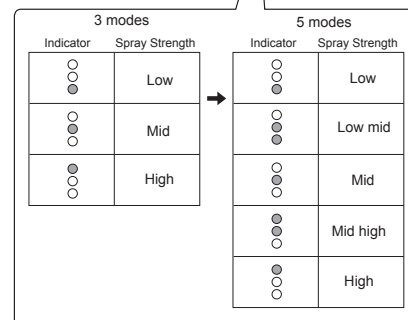 3 modes
Indicator Spray Strength
Low
Mid
High
5 modes
Indicator Spray Strength
Low
Low mid
Mid
Mid high
High